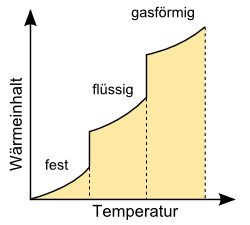 gasförmig
flüssig
fest
Wärmeinhalt
Temperatur